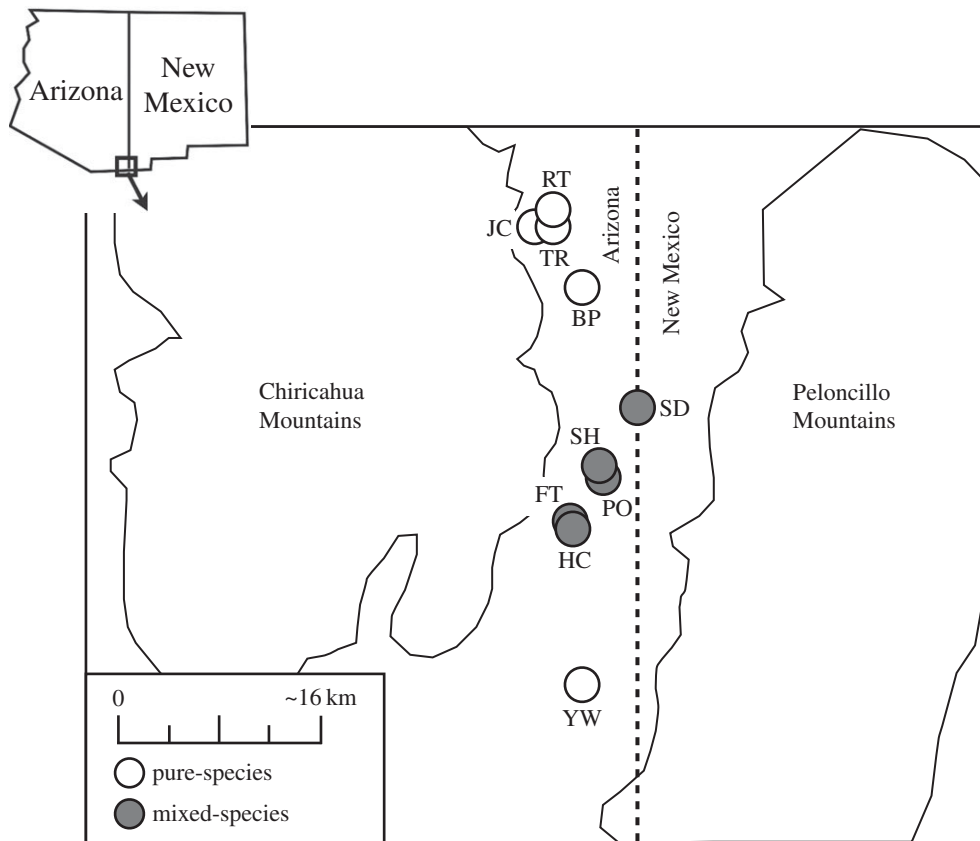 Arizona
New
Mexico
RT
JC
TR
BP
Arizona
New Mexico
Chiricahua
Mountains
Peloncillo
Mountains
SD
SH
FT
PO
HC
YW
0
~16 km
pure-species
mixed-species